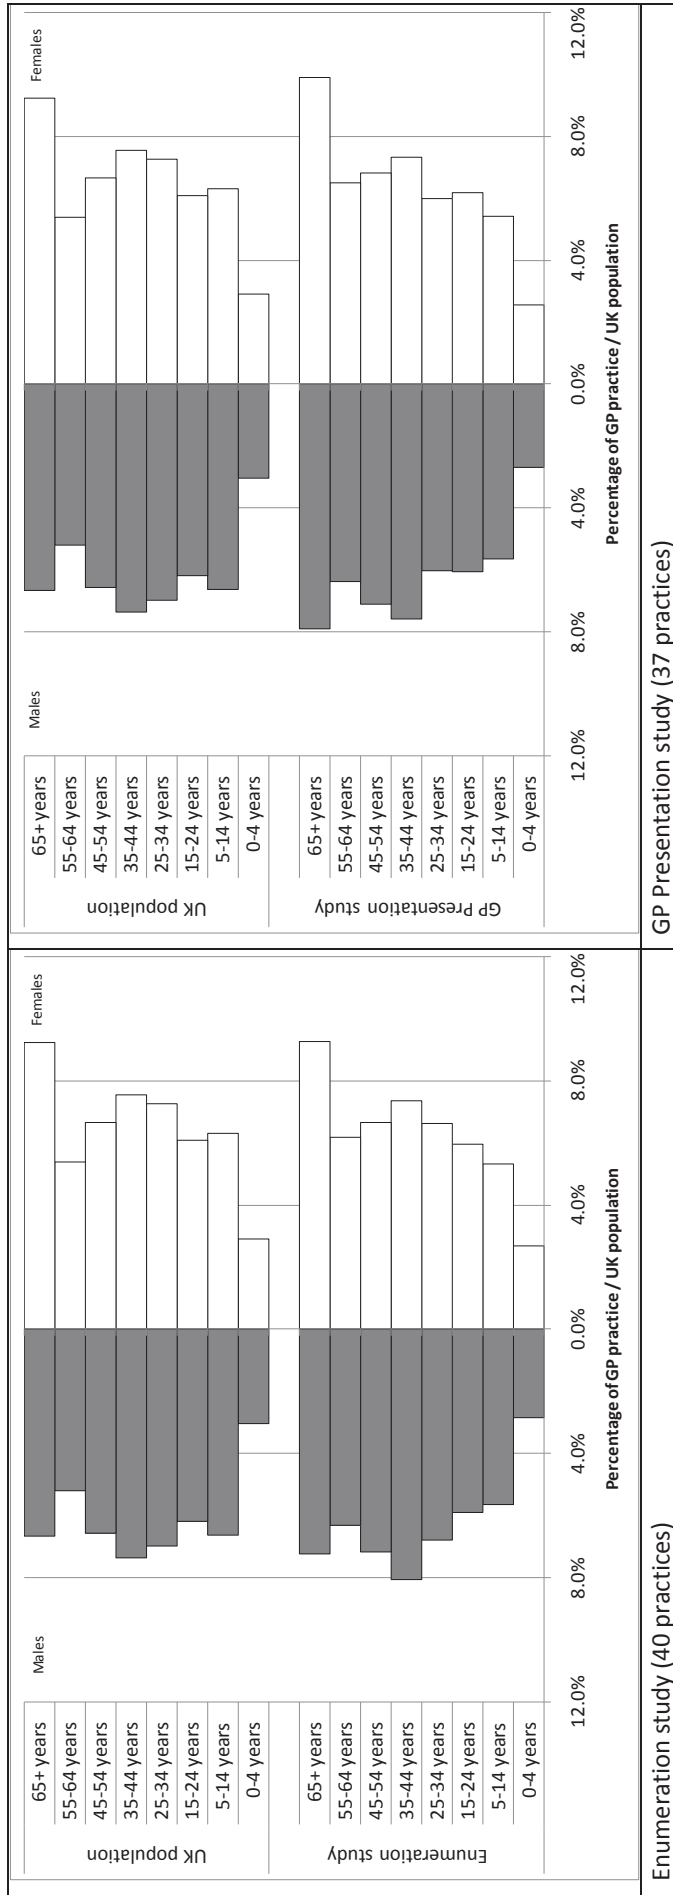 Males
Females
UK population
65+ years
55-64 years
45-54 years
35-44 years
25-34 years
15-24 years
5-14 years
0-4 years
Enumeration study
65+ years
55-64 years
45-54 years
35-44 years
25-34 years
15-24 years
5-14 years
0-4 years
12.0% 8.0% 4.0% 0.0% 4.0% 8.0% 12.0%
Percentage of GP practice / UK population
Enumeration study (40 practices)
Males
Females
UK population
65+ years
55-64 years
45-54 years
35-44 years
25-34 years
15-24 years
5-14 years
0-4 years
GP Presentation study
65+ years
55-64 years
45-54 years
35-44 years
25-34 years
15-24 years
5-14 years
0-4 years
12.0% 8.0% 4.0% 0.0% 4.0% 8.0% 12.0%
Percentage of GP practice / UK population
GP Presentation study (37 practices)